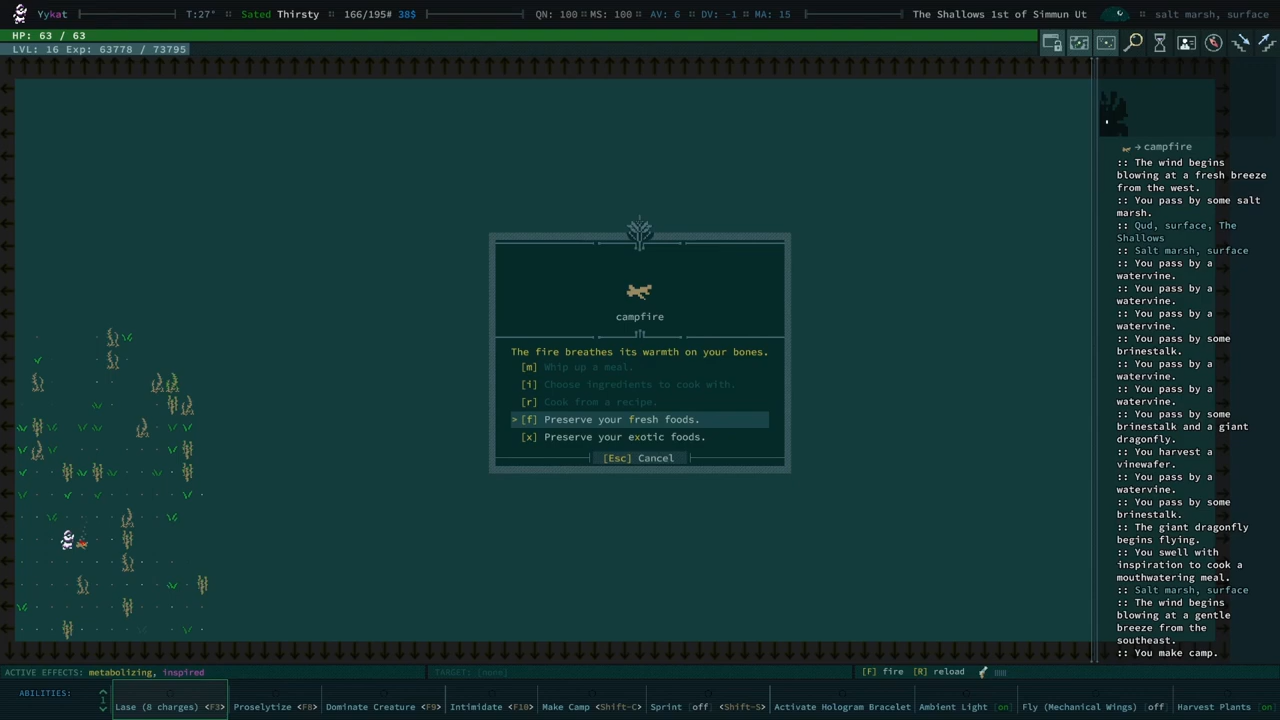 Yykat T:27° :: Sated Thirsty :: 166/195# 38$ QN: 100 :: MS: 100 :: AV: 6 :: DV: -1 :: MA: 15 The Shallows 1st of Simmun Ut :: salt marsh, surface
HP: 63 / 63
LVL: 16 Exp: 63778 / 73795
campfire
The fire breathes its warmth on your bones.
[m] Whip up a meal.
[i] Choose ingredients to cook with.
[r] Cook from a recipe.
> [f] Preserve your fresh foods.
[x] Preserve your exotic foods.
[Esc] Cancel
→ campfire
:: The wind begins
blowing at a fresh breeze
from the west.
:: You pass by some salt
marsh.
:: Qud, surface, The
Shallows
:: Salt marsh, surface
:: You pass by a
watervine.
:: You pass by a
watervine.
:: You pass by a
watervine.
:: You pass by some
brinestalk.
:: You pass by a
watervine.
:: You pass by a
watervine.
:: You pass by some
brinestalk and a giant
dragonfly.
:: You harvest a
vinewafer.
:: You pass by a
watervine.
:: You pass by some
brinestalk.
:: The giant dragonfly
begins flying.
:: You swell with
inspiration to cook a
mouthwatering meal.
:: Salt marsh, surface
:: The wind begins
blowing at a gentle
breeze from the
southeast.
:: You make camp.
ACTIVE EFFECTS: metabolizing, inspired TARGET: [none] [F] fire [R] reload
ABILITIES: 1 Lase (8 charges) <F3> Proselytize <F8> Dominate Creature <F9> Intimidate <F10> Make Camp <Shift-C> Sprint [off] <Shift-S> Activate Hologram Bracelet Ambient Light [on] Fly (Mechanical Wings) [off] Harvest Plants [on]